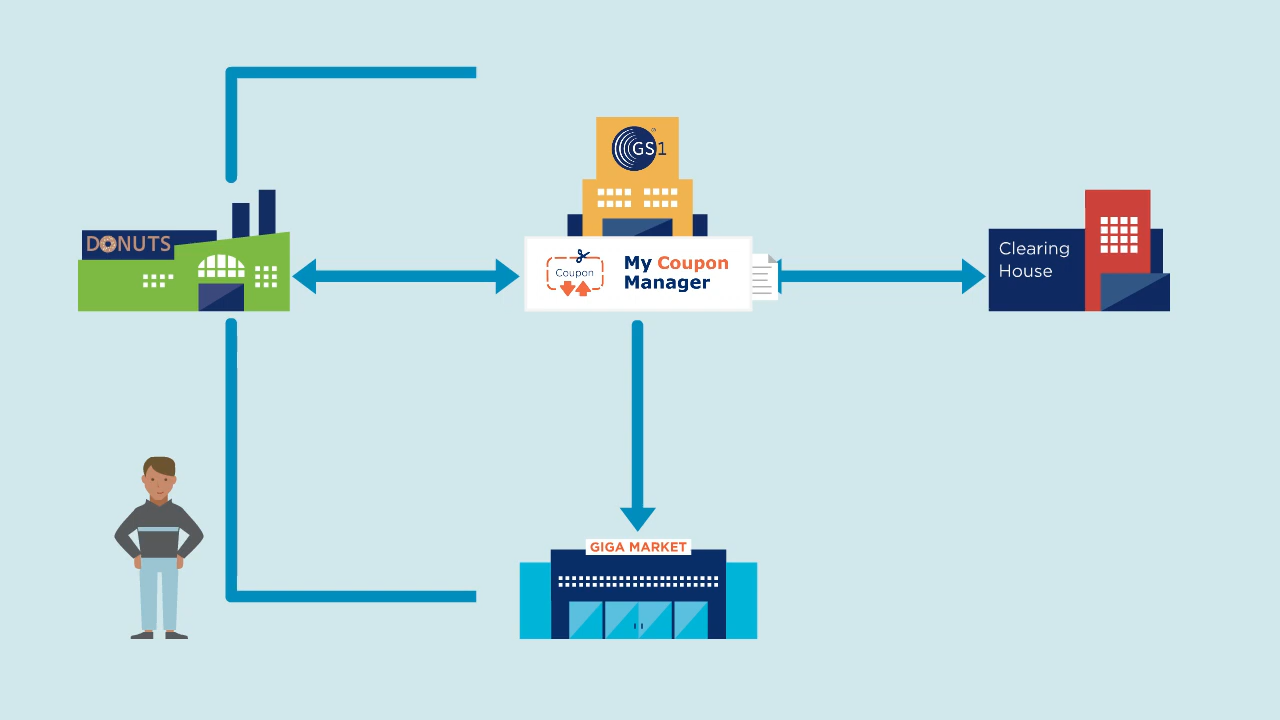 GS1
DONUTS
Coupon
My Coupon
Manager
Clearing
House
GIGA MARKET